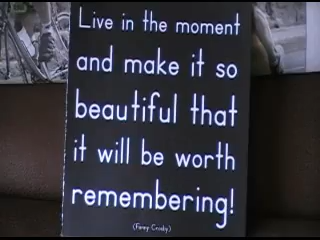 Live in the moment
and make it so
beautiful that
it will be worth
remembering!
(Fanny Crosby)